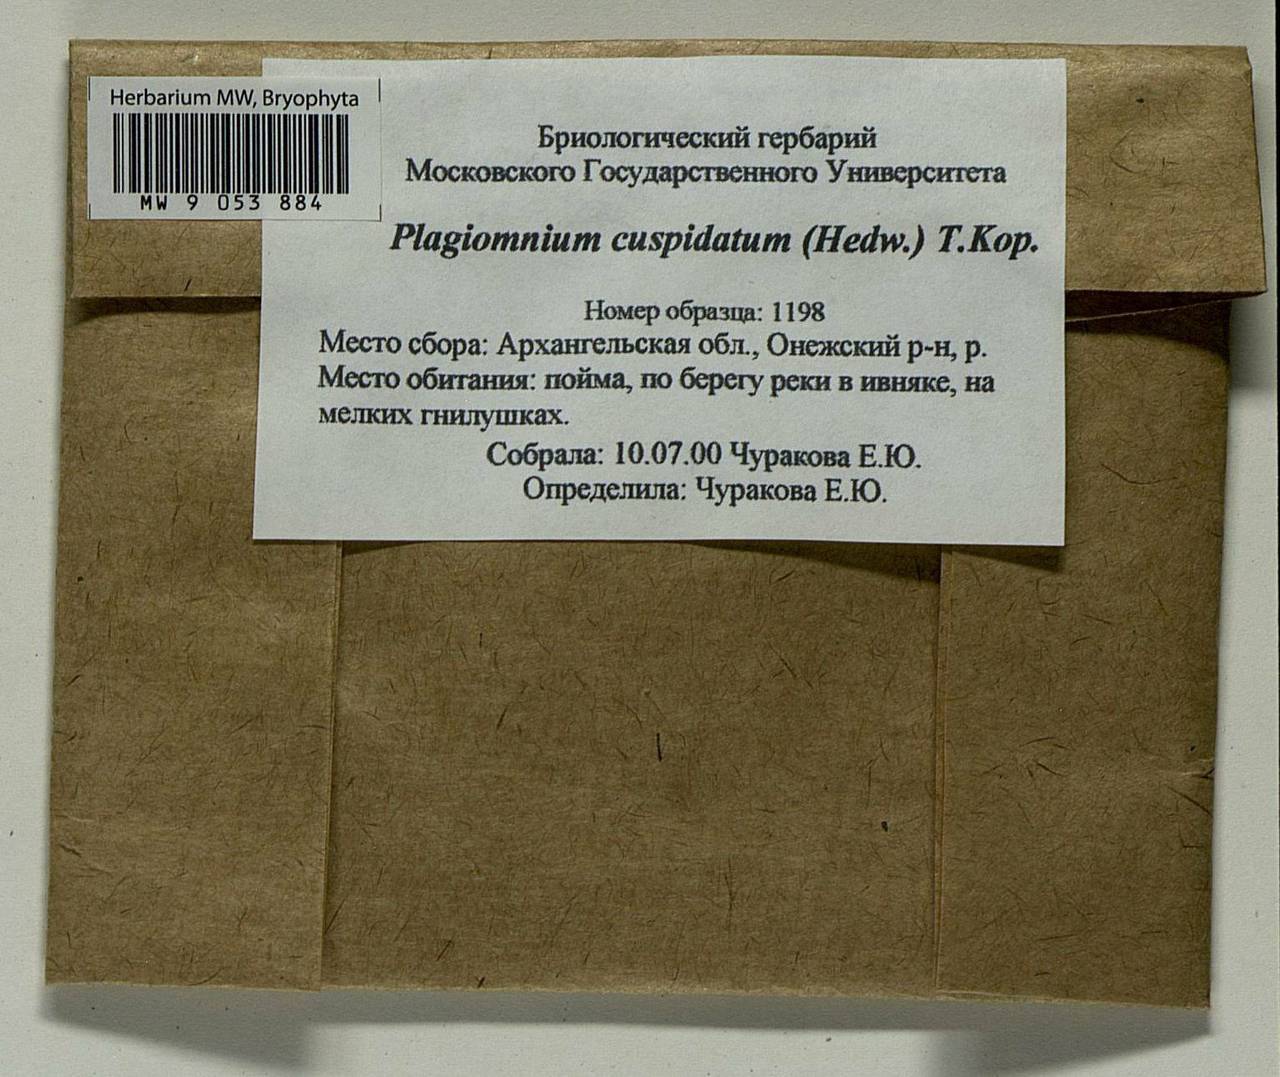 Herbarium MW, Bryophyta
MW 9 053 884
Бриологический гербарий
Московского Государственного Университета
Plagiomnium cuspidatum (Hedw.) T.Kop.
Номер образца: 1198
Место сбора: Архангельская обл., Онежский р-н, р.
Место обитания: пойма, по берегу реки в ивняке, на
мелких гнилушках.
Собрала: 10.07.00 Чуракова Е.Ю.
Определила: Чуракова Е.Ю.